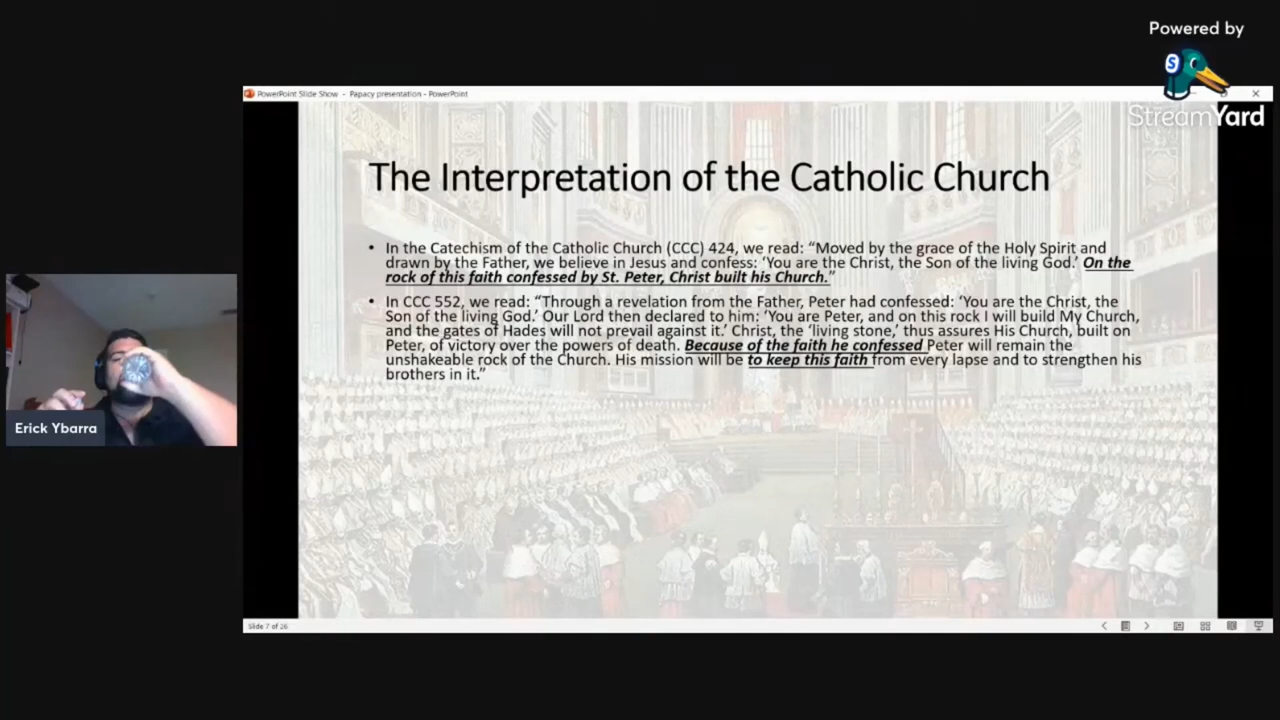 Powered by
StreamYard
PowerPoint Slide Show - Papacy presentation - PowerPoint
The Interpretation of the Catholic Church
• In the Catechism of the Catholic Church (CCC) 424, we read: “Moved by the grace of the Holy Spirit and
drawn by the Father, we believe in Jesus and confess: ‘You are the Christ, the Son of the living God.’ On the
rock of this faith confessed by St. Peter, Christ built his Church.”
• In CCC 552, we read: “Through a revelation from the Father, Peter had confessed: ‘You are the Christ, the
Son of the living God.’ Our Lord then declared to him: ‘You are Peter, and on this rock I will build My Church,
and the gates of Hades will not prevail against it.’ Christ, the ‘living stone,’ thus assures His Church, built on
Peter, of victory over the powers of death. Because of the faith he confessed Peter will remain the
unshakeable rock of the Church. His mission will be to keep this faith from every lapse and to strengthen his
brothers in it.”
Erick Ybarra
Slide 7 of 26